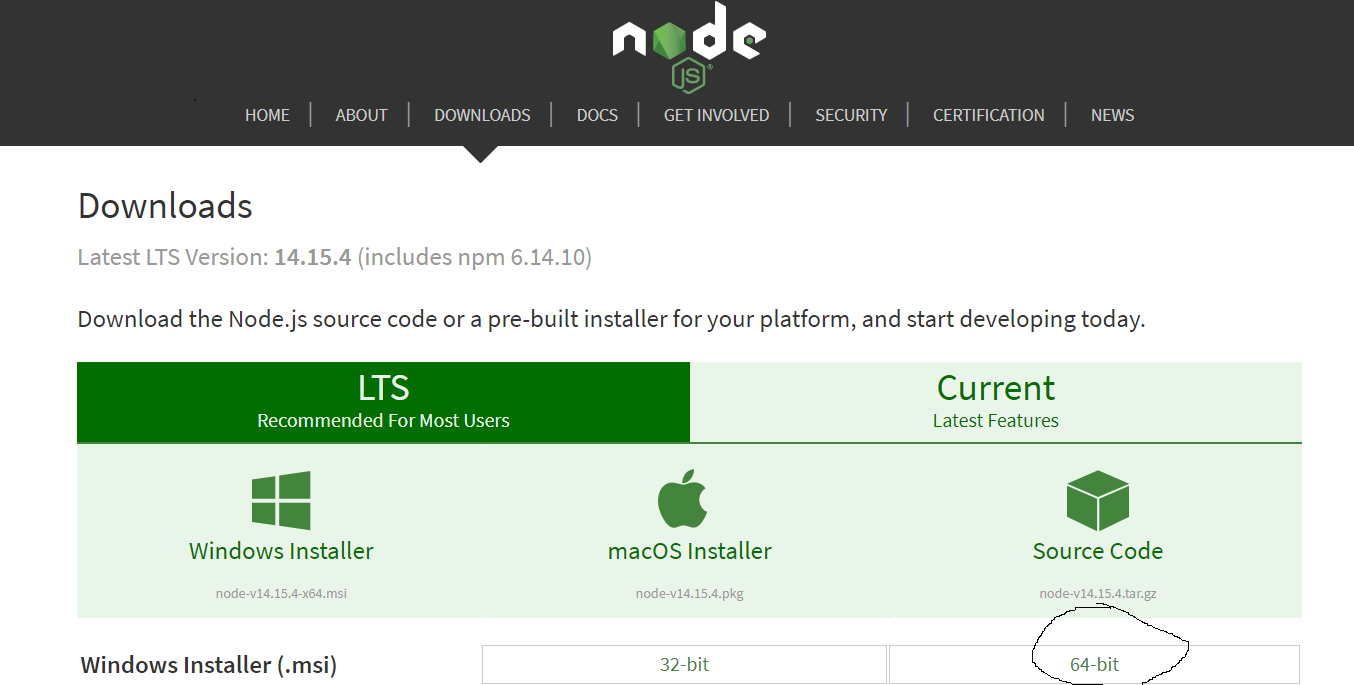 node
JS®
HOME | ABOUT | DOWNLOADS | DOCS | GET INVOLVED | SECURITY | CERTIFICATION | NEWS
Downloads
Latest LTS Version: 14.15.4 (includes npm 6.14.10)
Download the Node.js source code or a pre-built installer for your platform, and start developing today.
LTS
Recommended For Most Users
Current
Latest Features
Windows Installer
node-v14.15.4-x64.msi
macOS Installer
node-v14.15.4.pkg
Source Code
node-v14.15.4.tar.gz
Windows Installer (.msi) 32-bit 64-bit